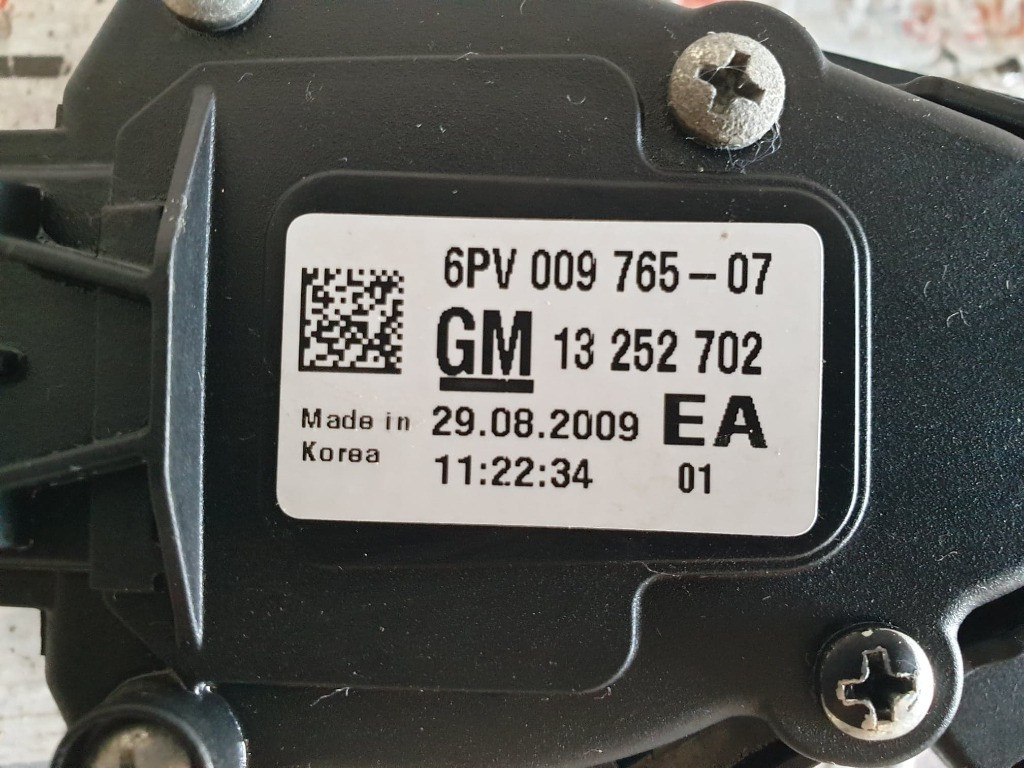 6PV 009 765-07
GM 13 252 702
Made in Korea
29.08.2009 EA
11:22:34 01